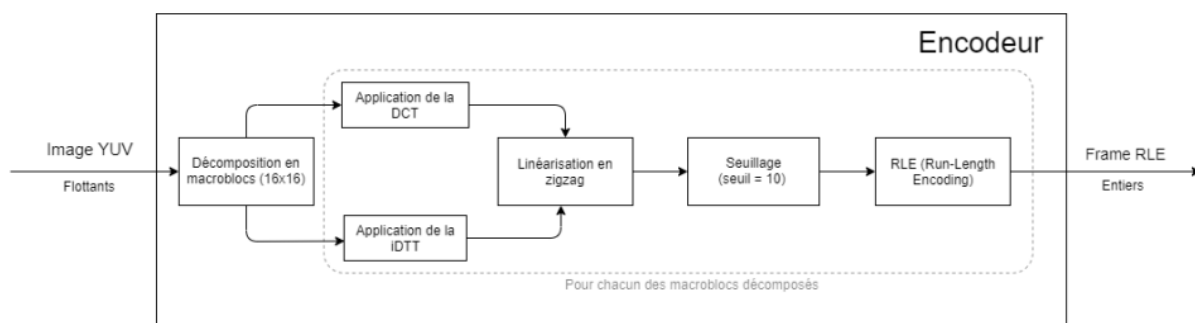 Encodeur
Image YUV
Flottants
Décomposition en
macroblocs (16x16)
Application de la
DCT
Application de la
iDTT
Linéarisation en
zigzag
Seuillage
(seuil = 10)
RLE (Run-Length
Encoding)
Frame RLE
Entiers
Pour chacun des macroblocs décomposés